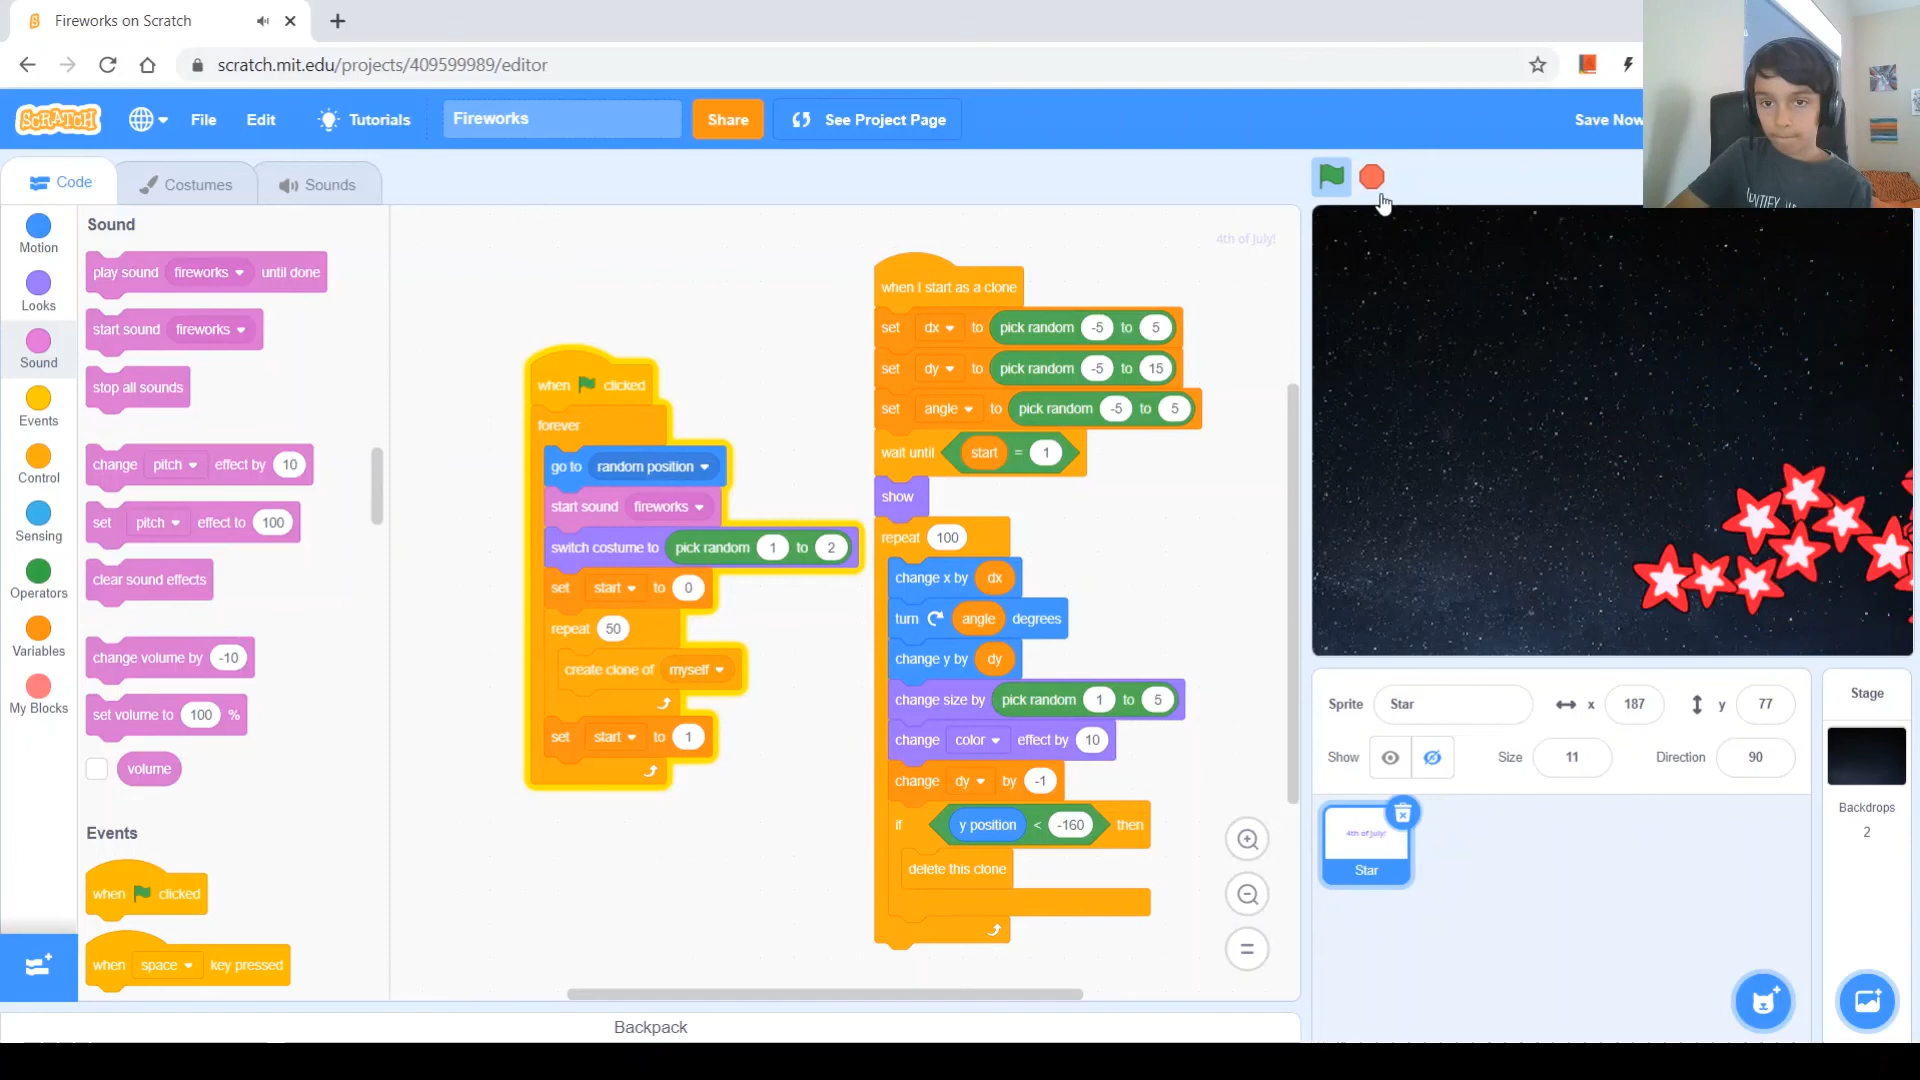 Fireworks on Scratch
scratch.mit.edu/projects/409599989/editor
SCRATCH
File
Edit
Tutorials
Fireworks
Share
See Project Page
Save Now
Code
Costumes
Sounds
Motion
Looks
Sound
Events
Control
Sensing
Operators
Variables
My Blocks
Sound
play sound fireworks until done
start sound fireworks
stop all sounds
change pitch effect by 10
set pitch effect to 100
clear sound effects
change volume by -10
set volume to 100 %
volume
Events
when clicked
when space key pressed
when clicked
forever
go to random position
start sound fireworks
switch costume to pick random 1 to 2
set start to 0
repeat 50
create clone of myself
set start to 1
4th of July!
when I start as a clone
set dx to pick random -5 to 5
set dy to pick random -5 to 15
set angle to pick random -5 to 5
wait until start = 1
show
repeat 100
change x by dx
turn angle degrees
change y by dy
change size by pick random 1 to 5
change color effect by 10
change dy by -1
if y position < -160 then
delete this clone
Backpack
Sprite Star x 187 y 77
Show Size 11 Direction 90
4th of July!
Star
Stage
Backdrops
2